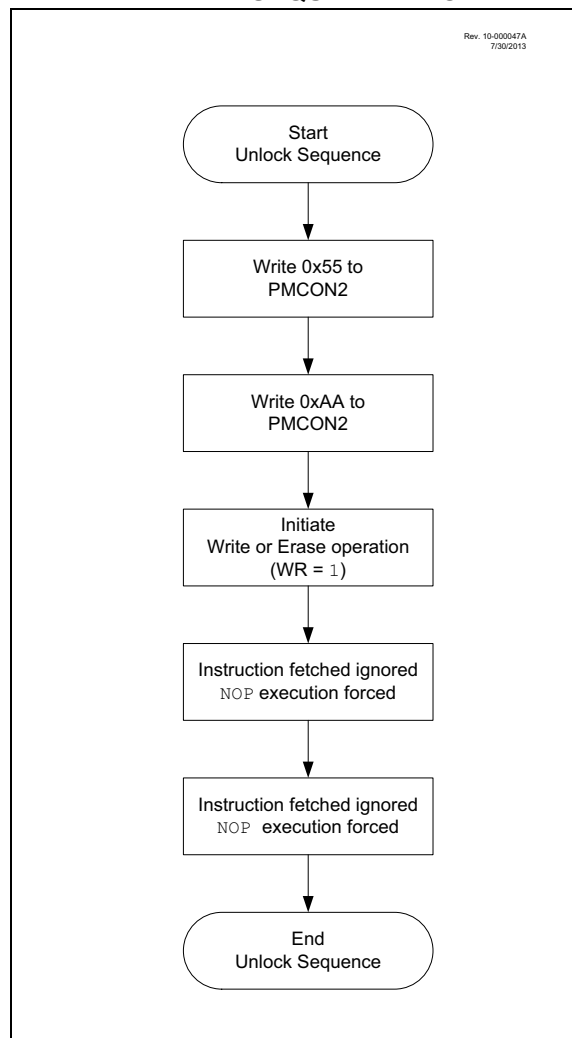 Rev. 10-000047A
7/30/2013
Start
Unlock Sequence
Write 0x55 to
PMCON2
Write 0xAA to
PMCON2
Initiate
Write or Erase operation
(WR = 1)
Instruction fetched ignored
NOP execution forced
Instruction fetched ignored
NOP execution forced
End
Unlock Sequence